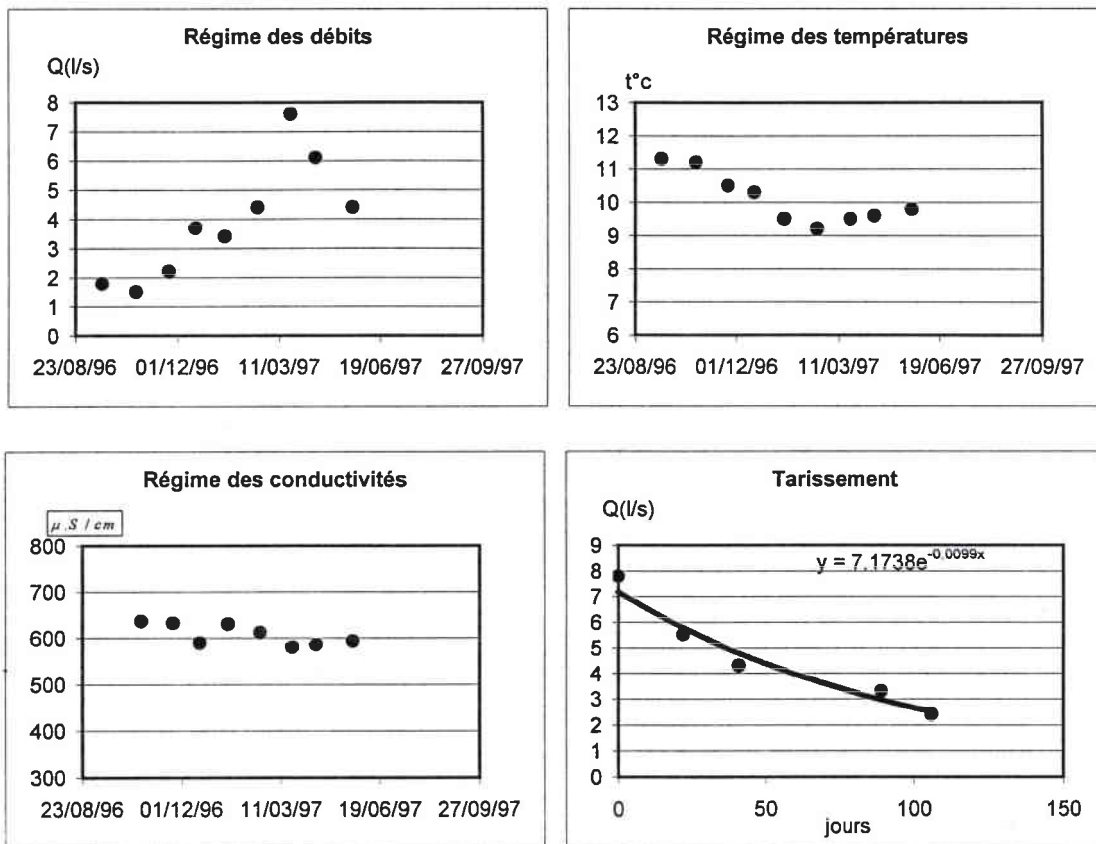 Régime des débits
Q(l/s)
8
7
6
5
4
3
2
1
0
23/08/96 01/12/96 11/03/97 19/06/97 27/09/97
Régime des températures
t°c
13
12
11
10
9
8
7
6
23/08/96 01/12/96 11/03/97 19/06/97 27/09/97
Régime des conductivités
μ.S / cm
800
700
600
500
400
300
23/08/96 01/12/96 11/03/97 19/06/97 27/09/97
Tarissement
Q(l/s)
y = 7.1738e^-0.0099x
9
8
7
6
5
4
3
2
1
0
0 50 100 150
jours